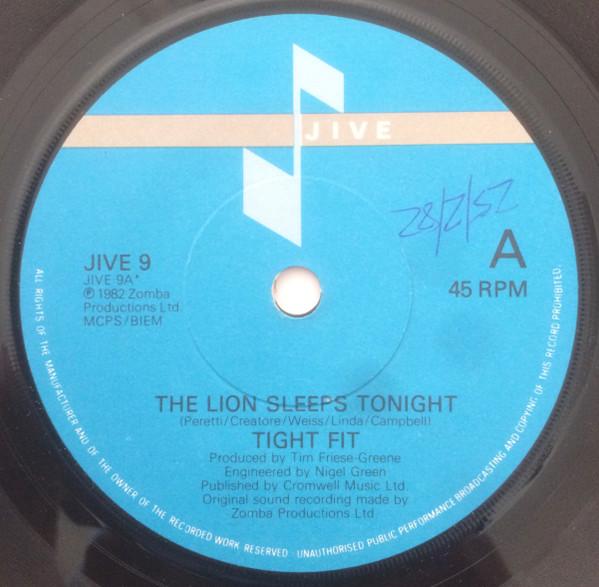 JIVE
A
45 RPM
JIVE 9
JIVE 9A*
℗ © 1982 Zomba
Productions Ltd.
MCPS/BIEM
THE LION SLEEPS TONIGHT
(Peretti/Creatore/Weiss/Linda/Campbell)
TIGHT FIT
Produced by Tim Friese-Greene
Engineered by Nigel Green
Published by Cromwell Music Ltd.
Original sound recording made by
Zomba Productions Ltd
ALL RIGHTS OF THE MANUFACTURER AND OF THE OWNER OF THE RECORDED WORK RESERVED · UNAUTHORISED PUBLIC PERFORMANCE BROADCASTING AND COPYING OF THIS RECORD PROHIBITED.